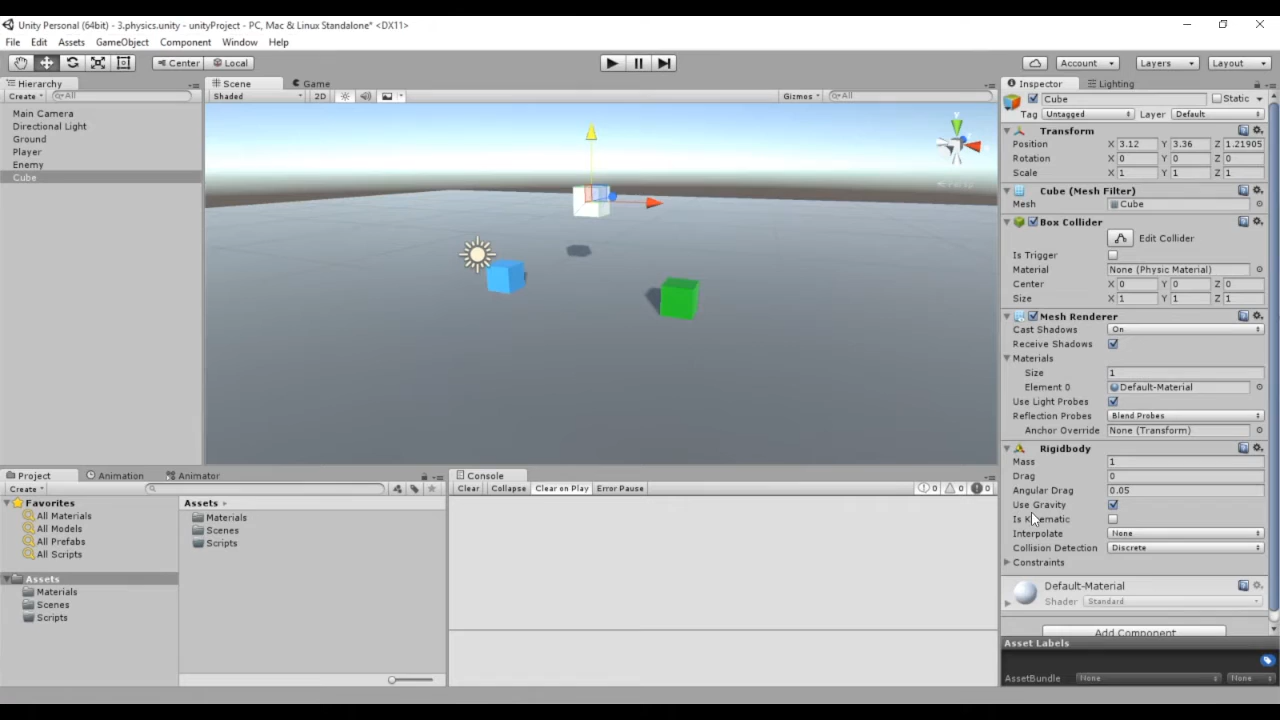 Unity Personal (64bit) - 3.physics.unity - unityProject - PC, Mac & Linux Standalone* <DX11>
File Edit Assets GameObject Component Window Help
Center Local Account Layers Layout
Hierarchy
Create All
Main Camera
Directional Light
Ground
Player
Enemy
Cube
Scene Game
Shaded 2D Gizmos All
y
Inspector Lighting
Cube Static
Tag Untagged Layer Default
Transform
Position X 3.12 Y 3.36 Z 1.21905
Rotation X 0 Y 0 Z 0
Scale X 1 Y 1 Z 1
Cube (Mesh Filter)
Mesh Cube
Box Collider
Edit Collider
Is Trigger
Material None (Physic Material)
Center X 0 Y 0 Z 0
Size X 1 Y 1 Z 1
Mesh Renderer
Cast Shadows On
Receive Shadows
Materials
Size 1
Element 0 Default-Material
Use Light Probes
Reflection Probes Blend Probes
Anchor Override None (Transform)
Rigidbody
Mass 1
Drag 0
Angular Drag 0.05
Use Gravity
Is Kinematic
Interpolate None
Collision Detection Discrete
Constraints
Default-Material
Shader Standard
Add Component
Asset Labels
AssetBundle None None
Project Animation Animator
Create
Favorites
All Materials
All Models
All Prefabs
All Scripts
Assets
Materials
Scenes
Scripts
Assets
Materials
Scenes
Scripts
Console
Clear Collapse Clear on Play Error Pause 0 0 0